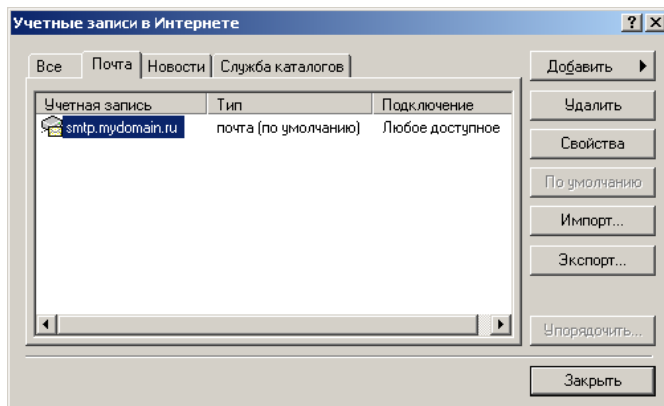 Учетные записи в Интернете
Все Почта Новости Служба каталогов
Добавить
Учетная запись Тип Подключение
smtp.mydomain.ru почта (по умолчанию) Любое доступное
Удалить
Свойства
По умолчанию
Импорт...
Экспорт...
Упорядочить...
Закрыть